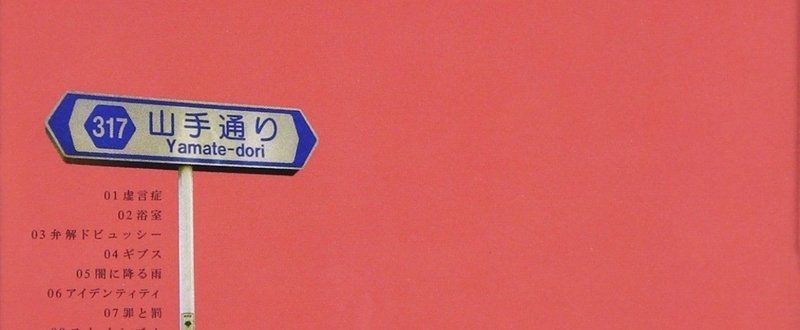 317
山手通り
Yamate-dori
01 虚言症
02 浴室
03 弁解ドビュッシー
04 ギブス
05 闇に降る雨
06 アイデンティティ
07 罪と罰